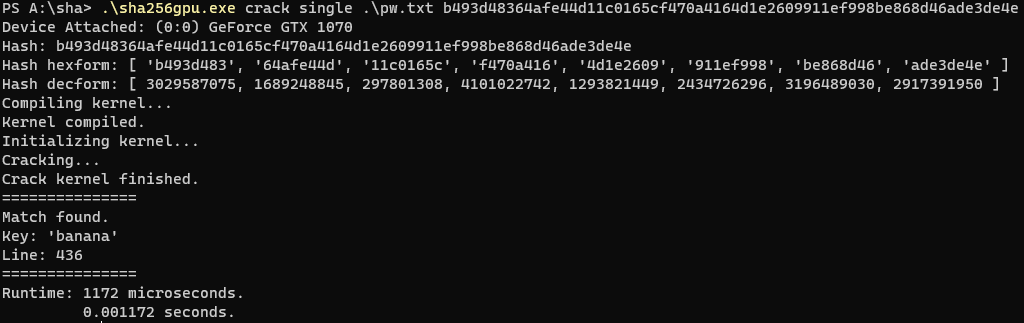 PS A:\sha> .\sha256gpu.exe crack single .\pw.txt b493d48364afe44d11c0165cf470a4164d1e2609911ef998be868d46ade3de4e
Device Attached: (0:0) GeForce GTX 1070
Hash: b493d48364afe44d11c0165cf470a4164d1e2609911ef998be868d46ade3de4e
Hash hexform: [ 'b493d483', '64afe44d', '11c0165c', 'f470a416', '4d1e2609', '911ef998', 'be868d46', 'ade3de4e' ]
Hash decform: [ 3029587075, 1689248845, 297801308, 4101022742, 1293821449, 2434726296, 3196489030, 2917391950 ]
Compiling kernel...
Kernel compiled.
Initializing kernel...
Cracking...
Crack kernel finished.
===============
Match found.
Key: 'banana'
Line: 436
===============
Runtime: 1172 microseconds.
0.001172 seconds.